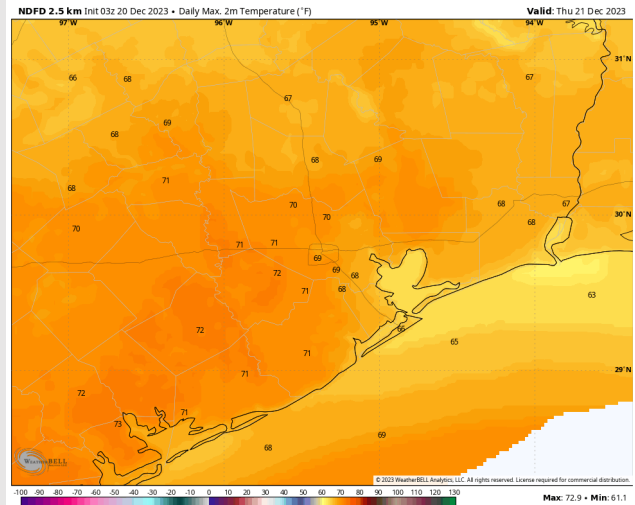 NDFD 2.5 km Init 03z 20 Dec 2023 • Daily Max. 2m Temperature (°F) Valid: Thu 21 Dec 2023
97°W 96°W 95°W 94°W
31°N
66 68 67
67
69
68
68 69
71
68
70 68 67
70 70 68
71 71
69
72 69 68
71 68
63
72 66
65
71
71
72
71
73
69
68
29°N
30°N
WEATHERBELL
© 2023 WeatherBELL Analytics, LLC. All rights reserved. License required for commercial distribution.
-100 -90 -80 -70 -60 -50 -40 -30 -20 -10 0 10 20 30 40 50 60 70 80 90 100 110 120 130
Max: 72.9 • Min: 61.1